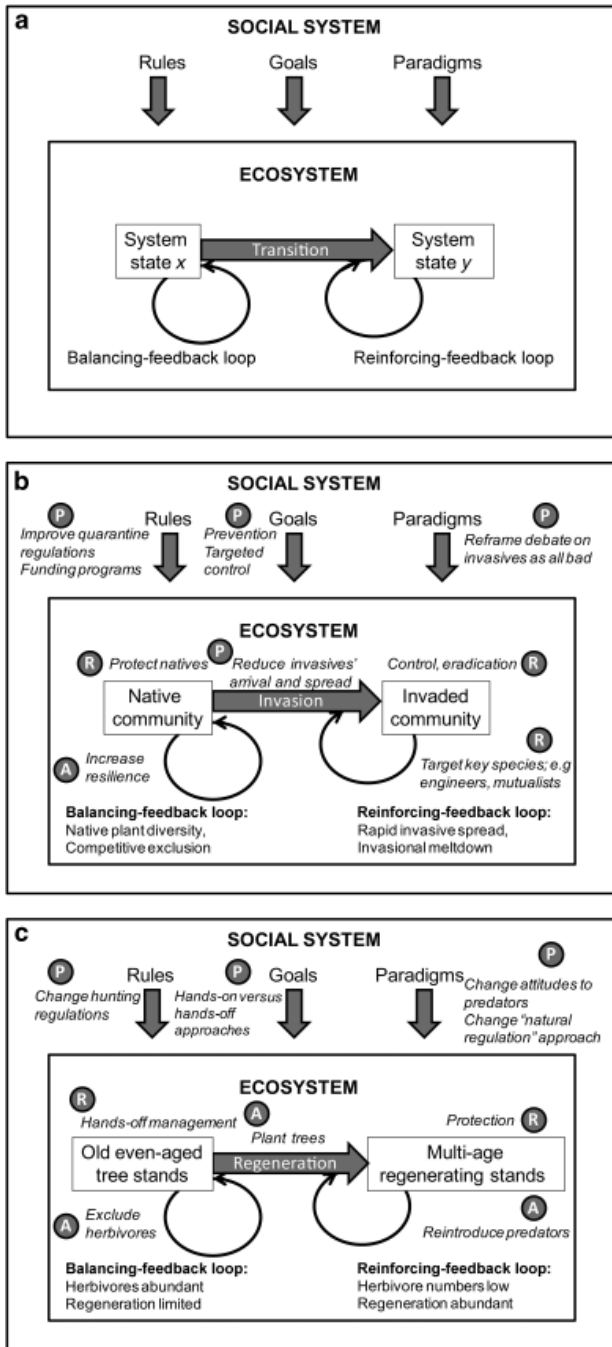 a
SOCIAL SYSTEM
Rules
Goals
Paradigms
ECOSYSTEM
System
state x
Transition
System
state y
Balancing-feedback loop
Reinforcing-feedback loop
b
SOCIAL SYSTEM
P
Improve quarantine
regulations
Funding programs
Rules
P
Prevention
Targeted
control
Goals
Paradigms
P
Reframe debate on
invasives as all bad
ECOSYSTEM
R
Protect natives
P
Reduce invasives'
arrival and spread
Control, eradication
R
Native
community
Invasion
Invaded
community
A
Increase
resilience
R
Target key species; e.g
engineers, mutualists
Balancing-feedback loop:
Native plant diversity,
Competitive exclusion
Reinforcing-feedback loop:
Rapid invasive spread,
Invasional meltdown
c
SOCIAL SYSTEM
P
Change hunting
regulations
Rules
P
Hands-on versus
hands-off
approaches
Goals
Paradigms
P
Change attitudes to
predators
Change "natural
regulation" approach
ECOSYSTEM
R
Hands-off management
A
Plant trees
Protection
R
Old even-aged
tree stands
Regeneration
Multi-age
regenerating stands
A
Exclude
herbivores
A
Reintroduce predators
Balancing-feedback loop:
Herbivores abundant
Regeneration limited
Reinforcing-feedback loop:
Herbivore numbers low
Regeneration abundant